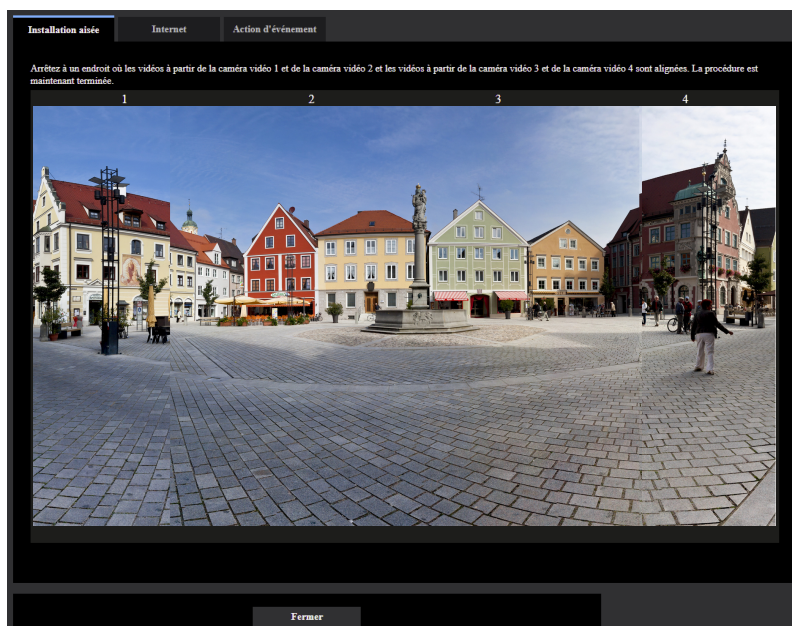 Installation aisée Internet Action d'événement
Arrêtez à un endroit où les vidéos à partir de la caméra vidéo 1 et de la caméra vidéo 2 et les vidéos à partir de la caméra vidéo 3 et de la caméra vidéo 4 sont alignées. La procédure est
maintenant terminée.
1 2 3 4
Fermer